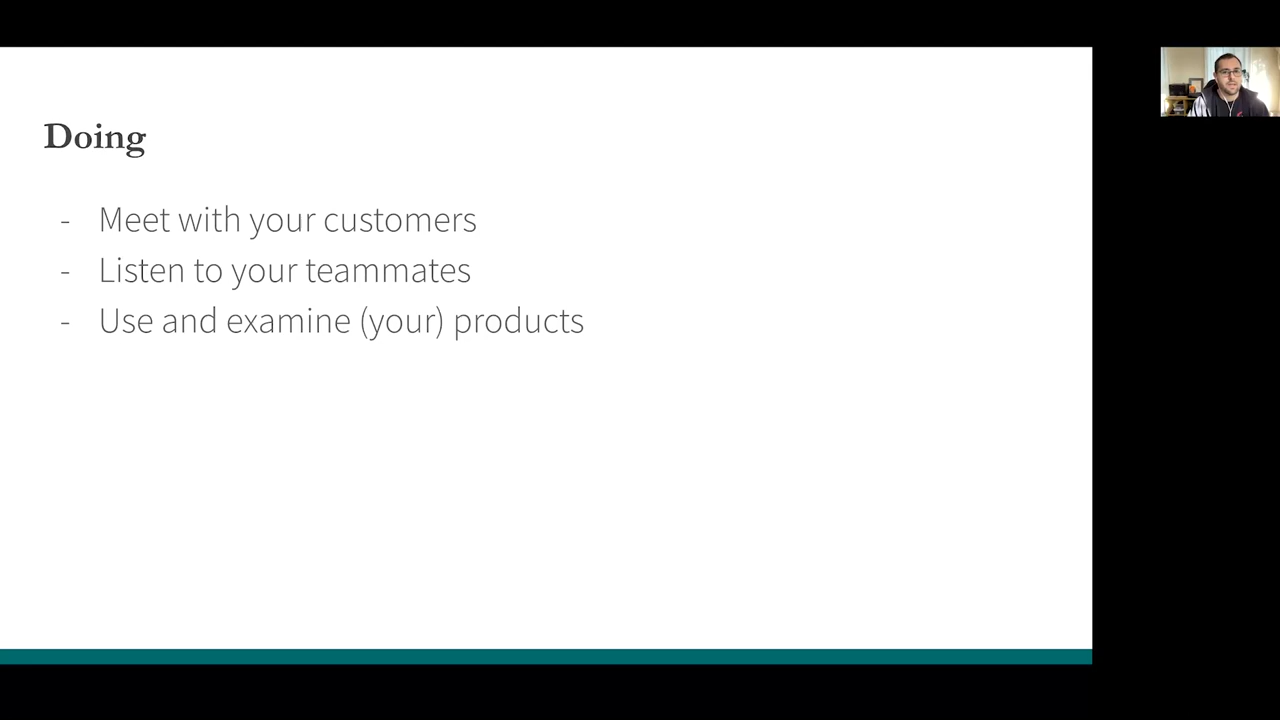 Doing
- Meet with your customers
- Listen to your teammates
- Use and examine (your) products